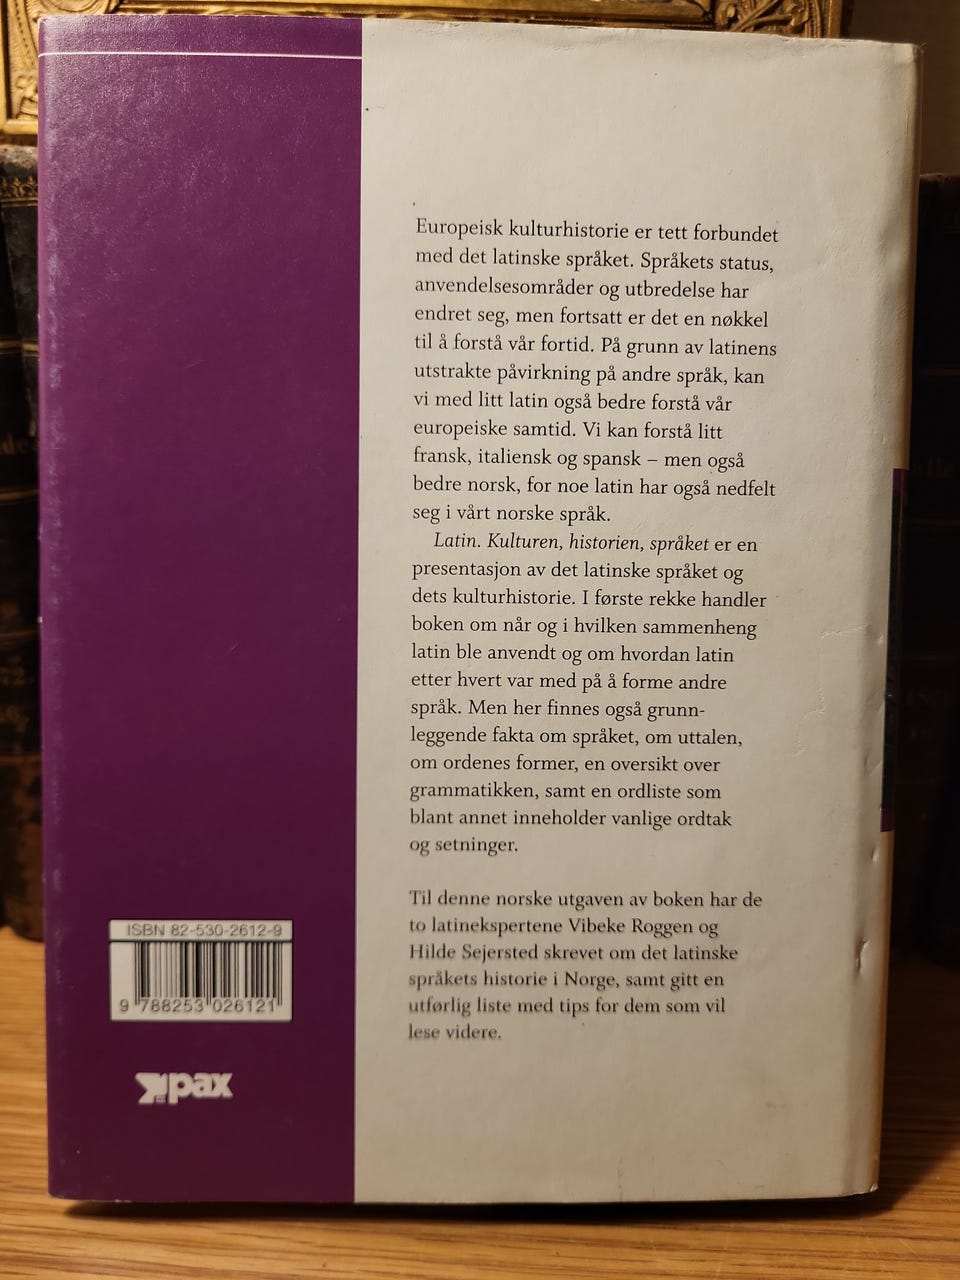 Europeisk kulturhistorie er tett forbundet
med det latinske språket. Språkets status,
anvendelsesområder og utbredelse har
endret seg, men fortsatt er det en nøkkel
til å forstå vår fortid. På grunn av latinens
utstrakte påvirkning på andre språk, kan
vi med litt latin også bedre forstå vår
europeiske samtid. Vi kan forstå litt
fransk, italiensk og spansk – men også
bedre norsk, for noe latin har også nedfelt
seg i vårt norske språk.
Latin. Kulturen, historien, språket er en
presentasjon av det latinske språket og
dets kulturhistorie. I første rekke handler
boken om når og i hvilken sammenheng
latin ble anvendt og om hvordan latin
etter hvert var med på å forme andre
språk. Men her finnes også grunn-
leggende fakta om språket, om uttalen,
om ordenes former, en oversikt over
grammatikken, samt en ordliste som
blant annet inneholder vanlige ordtak
og setninger.
Til denne norske utgaven av boken har de
to latinekspertene Vibeke Roggen og
Hilde Sejersted skrevet om det latinske
språkets historie i Norge, samt gitt en
utførlig liste med tips for dem som vil
lese videre.
ISBN 82-530-2612-9
9 788253 026121
pax